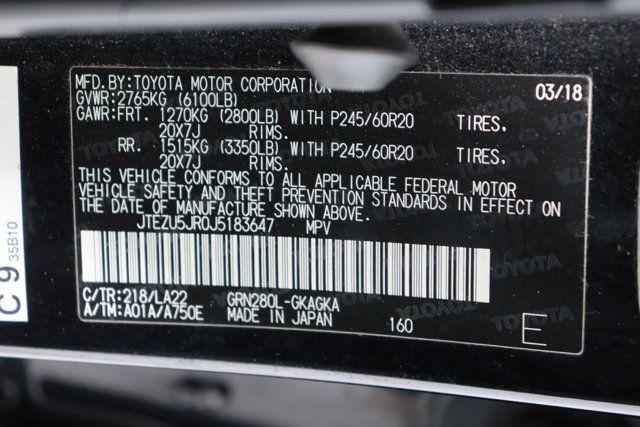 MFD. BY:TOYOTA MOTOR CORPORATION 03/18
GVWR:2765KG (6100LB)
GAWR:FRT. 1270KG (2800LB) WITH P245/60R20 TIRES.
20X7J RIMS.
RR. 1515KG (3350LB) WITH P245/60R20 TIRES.
20X7J RIMS.
THIS VEHICLE CONFORMS TO ALL APPLICABLE FEDERAL MOTOR
VEHICLE SAFETY AND THEFT PREVENTION STANDARDS IN EFFECT ON
THE DATE OF MANUFACTURE SHOWN ABOVE.
JTEZU5JR0J5183647 MPV
C/TR:218/LA22 GRN280L-GKAGKA
A/TM:A01A/A750E MADE IN JAPAN 160 E
C 9 35B10
TOYOTA
TOYOTA